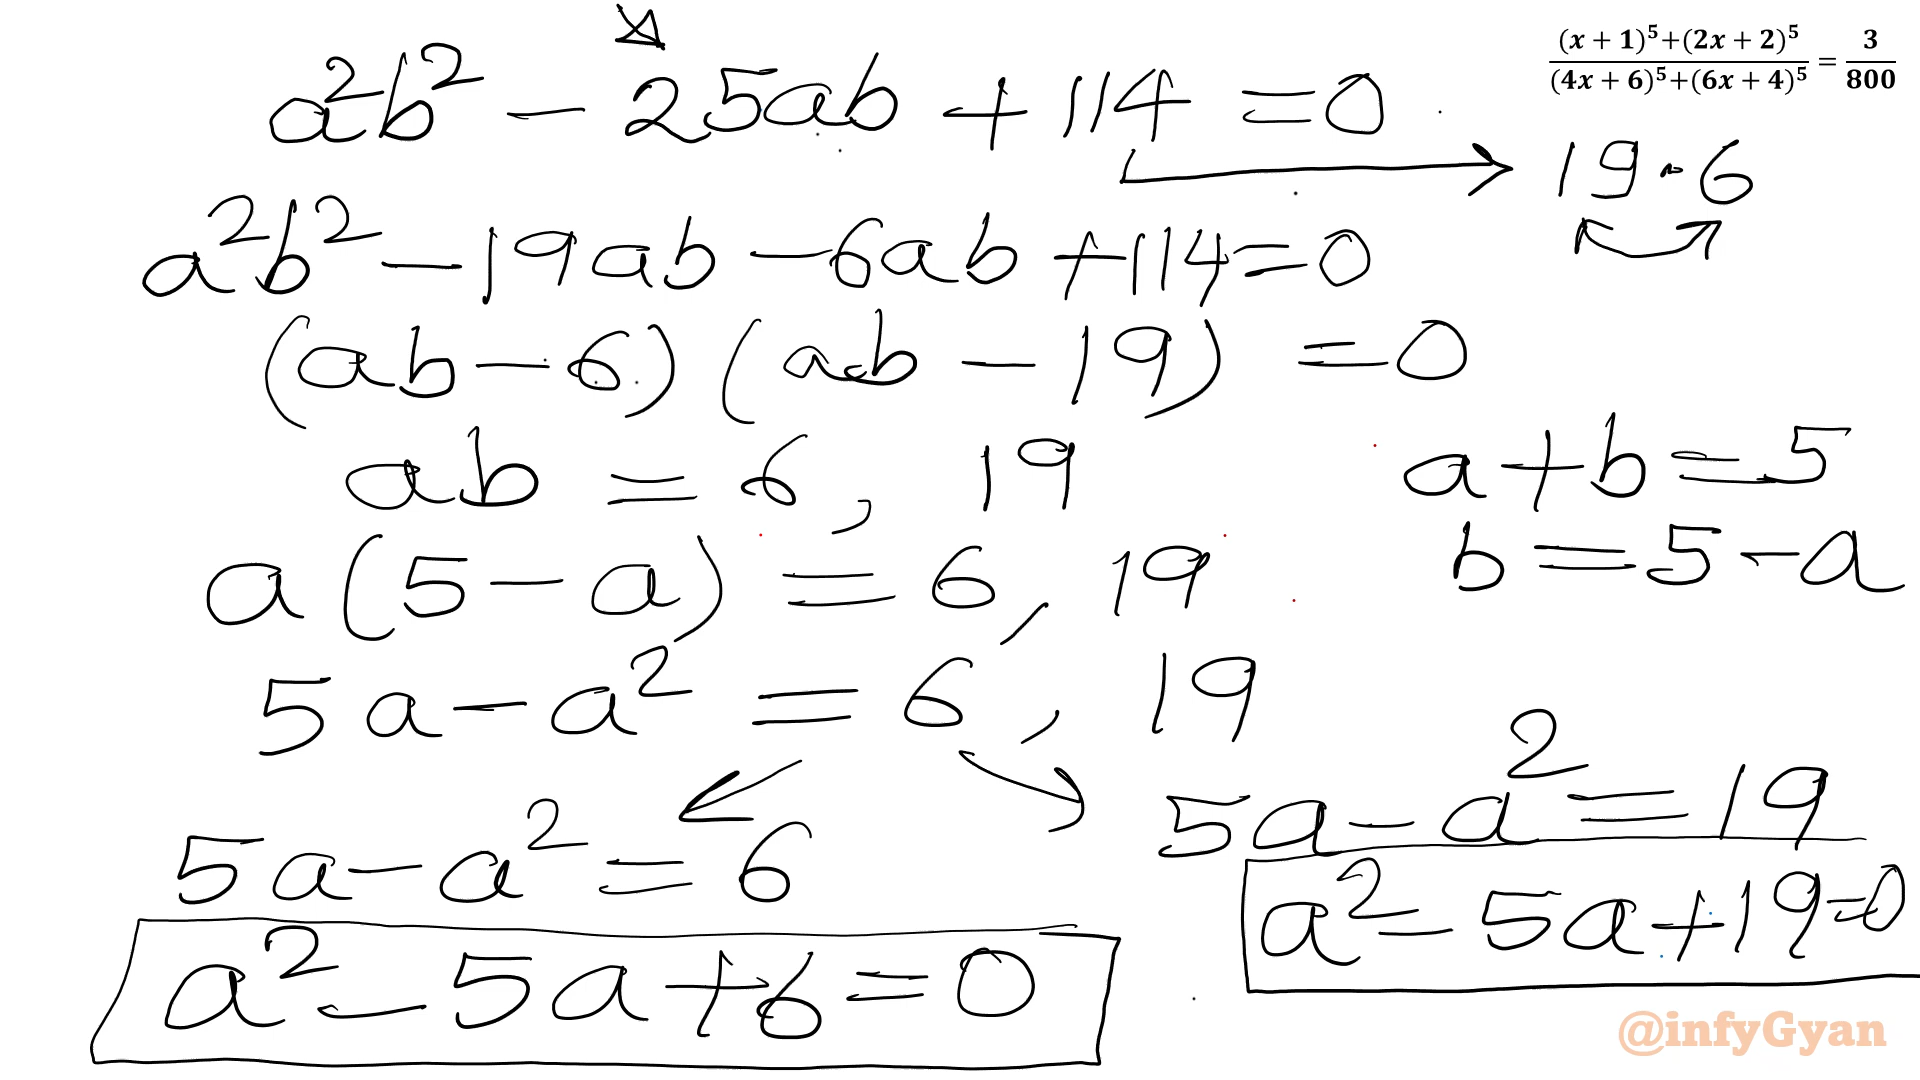 (x + 1)⁵+(2x + 2)⁵ / (4x + 6)⁵+(6x + 4)⁵ = 3/800
a²b² - 25ab + 114 = 0
19 · 6
a²b² - 19ab - 6ab + 114 = 0
(ab - 6) (ab - 19) = 0
ab = 6, 19
a + b = 5
a(5 - a) = 6, 19
b = 5 - a
5a - a² = 6, 19
5a - a² = 6
5a - a² = 19
a² - 5a + 6 = 0
a² - 5a + 19 = 0
@infyGyan